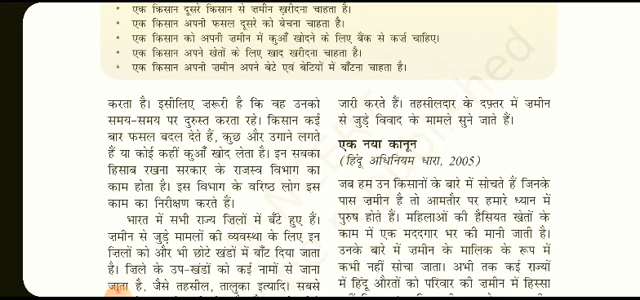 एक किसान दूसरे किसान से ज़मीन ख़रीदना चाहता है।
• एक किसान अपनी फसल दूसरे को बेचना चाहता है।
• एक किसान को अपनी ज़मीन में कुआँ खोदने के लिए बैंक से कर्ज चाहिए।
• एक किसान अपने खेतों के लिए खाद खरीदना चाहता है।
• एक किसान अपनी ज़मीन अपने बेटे एवं बेटियों में बाँटना चाहता है।
करता है। इसीलिए ज़रूरी है कि वह उनको
समय-समय पर दुरुस्त करता रहे। किसान कई
बार फसल बदल देते हैं, कुछ और उगाने लगते
हैं या कोई कहीं कुआँ खोद लेता है। इन सबका
हिसाब रखना सरकार के राजस्व विभाग का
काम होता है। इस विभाग के वरिष्ठ लोग इस
काम का निरीक्षण करते हैं।
भारत में सभी राज्य ज़िलों में बँटे हुए हैं।
ज़मीन से जुड़े मामलों की व्यवस्था के लिए इन
ज़िलों को और भी छोटे खंडों में बाँट दिया जाता
है। ज़िले के उप-खंडों को कई नामों से जाना
जाता है, जैसे तहसील, तालुका इत्यादि। सबसे
जारी करते हैं। तहसीलदार के दफ़्तर में ज़मीन
से जुड़े विवाद के मामले सुने जाते हैं।
एक नया कानून
(हिंदू अधिनियम धारा, 2005)
जब हम उन किसानों के बारे में सोचते हैं जिनके
पास ज़मीन है तो आमतौर पर हमारे ध्यान में
पुरुष होते हैं। महिलाओं की हैसियत खेतों के
काम में एक मददगार भर की मानी जाती है।
उनके बारे में ज़मीन के मालिक के रूप में
कभी नहीं सोचा जाता। अभी तक कई राज्यों
में हिंदू औरतों को परिवार की ज़मीन में हिस्सा